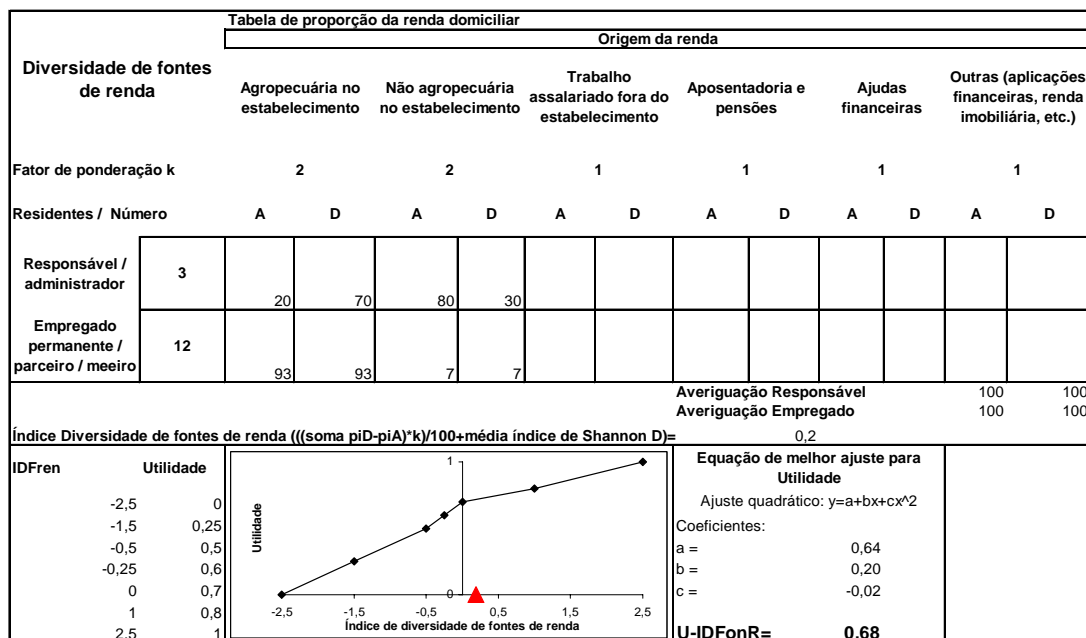 Tabela de proporção da renda domiciliar
Origem da renda
Diversidade de fontes de renda
Agropecuária no estabelecimento
Não agropecuária no estabelecimento
Trabalho assalariado fora do estabelecimento
Aposentadoria e pensões
Ajudas financeiras
Outras (aplicações financeiras, renda imobiliária, etc.)
Fator de ponderação k 2 2 1 1 1 1
Residentes / Número A D A D A D A D A D A D
Responsável / administrador 3 20 70 80 30
Empregado permanente / parceiro / meeiro 12 93 93 7 7
Averiguação Responsável 100 100
Averiguação Empregado 100 100
Índice Diversidade de fontes de renda (((soma piD-piA)*k)/100+média índice de Shannon D)= 0,2
IDFren Utilidade
-2,5 0
-1,5 0,25
-0,5 0,5
-0,25 0,6
0 0,7
1 0,8
2,5 1
Utilidade
1
0
-2,5 -1,5 -0,5 0,5 1,5 2,5
Índice de diversidade de fontes de renda
Equação de melhor ajuste para Utilidade
Ajuste quadrático: y=a+bx+cx^2
Coeficientes:
a = 0,64
b = 0,20
c = -0,02
U-IDFonR= 0,68